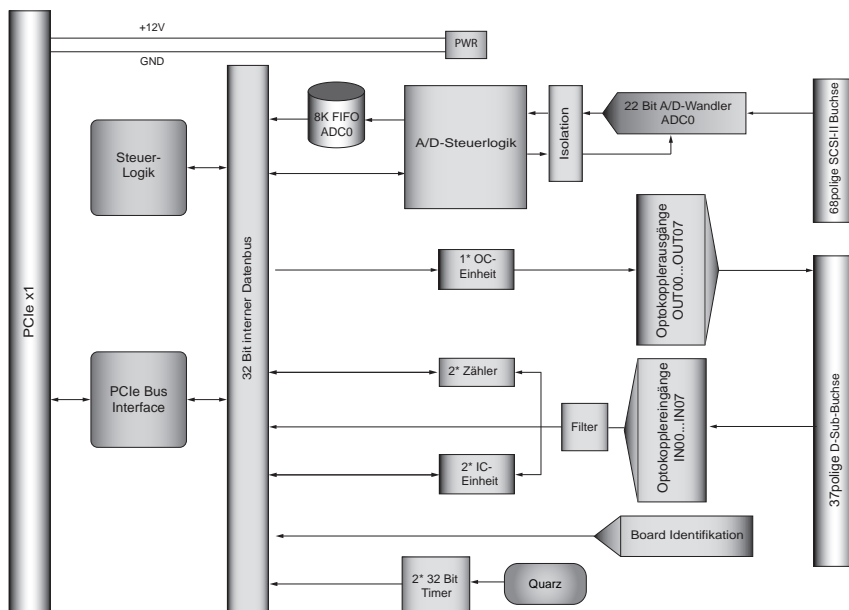 +12V
GND
PWR
PCIe x1
32 Bit interner Datenbus
Steuer-
Logik
8K FIFO
ADC0
A/D-Steuerlogik
Isolation
22 Bit A/D-Wandler
ADC0
68polige SCSI-II Buchse
1* OC-
Einheit
Optokopplerausgänge
OUT00...OUT07
PCIe Bus
Interface
2* Zähler
Filter
Optokopplereingänge
IN00...IN07
37polige D-Sub-Buchse
2* IC-
Einheit
Board Identifikation
2* 32 Bit
Timer
Quarz